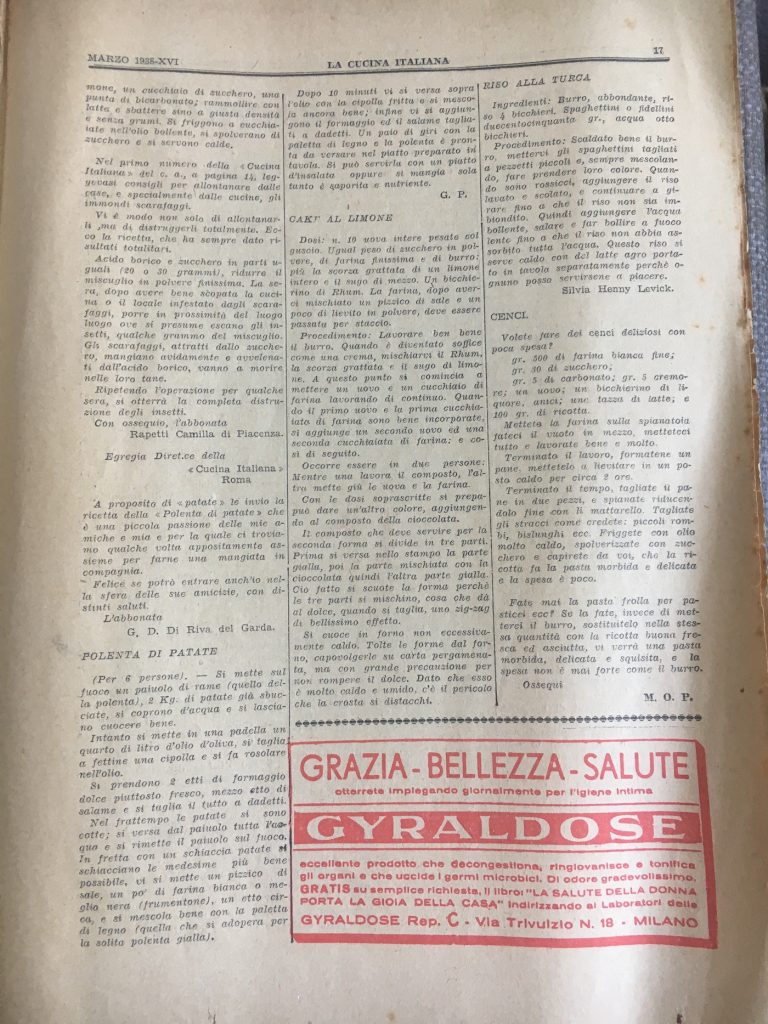 MARZO 1938-XVI
LA CUCINA ITALIANA
17
mone, un cucchiaio di zucchero, una
punta di bicarbonato; rammollire con
latte e sbattere sino a giusta densità
e senza grumi. Si friggono a cucchia-
iate nell'olio bollente, si spolverano di
zucchero e si servono calde.
Nel primo numero della «Cucina
Italiana» del c. a., a pagina 14, leg-
gevasi consigli per allontanare dalle
case, e specialmente dalle cucine, gli
immondi scarafaggi.
Vi è modo non solo di allontanar-
li ,ma di distruggerli totalmente. Ec-
co la ricetta, che ha sempre dato ri-
sultati totalitari.
Acido borico e zucchero in parti u-
guali (20 o 30 grammi), ridurre il
miscuglio in polvere finissima. La se-
ra, dopo avere bene scopata la cuci-
na o il locale infestato dagli scara-
faggi, porre in prossimità del luogo
luogo ove si presume escano gli in-
setti, qualche grammo del miscuglio.
Gli scarafaggi, attratti dallo zucche-
ro, mangiano avidamente e avvelena-
ti dall'acido borico, vanno a morire
nelle loro tane.
Ripetendo l'operazione per qualche
sera, si otterrà la completa distru-
zione degli insetti.
Con ossequio, l'abbonata
Rapetti Camilla di Piacenza.
Egregia Diret.ce della
«Cucina Italiana»
Roma
A proposito di «patate» le invio la
ricetta della «Polenta di patate» che
è una piccola passione delle mie a-
miche e mia e per la quale ci trovia-
mo qualche volta appositamente as-
sieme per farne una mangiata in
compagnia.
Felice se potrò entrare anch'io nel-
la sfera delle sue amicizie, con di-
stinti saluti.
L'abbonata
G. D. Di Riva del Garda.
POLENTA DI PATATE
(Per 6 persone). — Si mette sul
fuoco un paiuolo di rame (quello del-
la polenta), 2 Kg. di patate già sbuc-
ciate, si coprono d'acqua e si lascia-
no cuocere bene.
Intanto si mette in una padella un
quarto di litro d'olio d'oliva, si taglia
a fettine una cipolla e si fa rosolare
nell'olio.
Si prendono 2 etti di formaggio
dolce piuttosto fresco, mezzo etto di
salame e si taglia il tutto a dadetti.
Nel frattempo le patate si sono
cotte; si versa dal paiuolo tutta l'ac-
qua e si rimette il paiuolo sul fuoco.
In fretta con un schiaccia patate si
schiacciano le medesime più bene
possibile, vi si mette un pizzico di
sale, un po' di farina bianca o me-
glio nera (frumentone), un etto cir-
ca, e si mescola bene con la paletta
di legno (quella che si adopera per
la solita polenta gialla).
Dopo 10 minuti vi si versa sopra
l'olio con la cipolla fritta e si mesco-
la ancora bene; infine vi si aggiun-
gono il formaggio ed il salame taglia-
ti a dadetti. Un paio di giri con la
paletta di legno e la polenta è pron-
ta da versare nel piatto preparato in
tavola. Si può servirla con un piatto
d'insalata oppure si mangia sola
tanto è saporita e nutriente.
G. P.
CAKE AL LIMONE
Dosi: n. 10 uova intere pesate col
guscio. Ugual peso di zucchero in pol-
vere, di farina finissima e di burro;
più la scorza grattata di un limone
intero e il sugo di mezzo. Un bicchie-
rino di Rhum. La farina, dopo aver-
ci mischiato un pizzico di sale e un
poco di lievito in polvere, deve essere
passata per staccio.
Procedimento: Lavorare ben bene
il burro. Quando è diventato soffice
come una crema, mischiarvi il Rhum,
la scorza grattata e il sugo di limo-
ne. A questo punto si comincia a
mettere un uovo e un cucchiaio di
farina lavorando di continuo. Quan-
do il primo uovo e la prima cucchia-
iata di farina sono bene incorporate,
si aggiunge un secondo uovo ed una
seconda cucchiaiata di farina: e co-
sì di seguito.
Occorre essere in due persone:
Mentre una lavora il composto, l'al-
tra mette giù le uova e la farina.
Con le dosi soprascritte si prepa-
può dare un'altro colore, aggiungen-
do al composto della cioccolata.
Il composto che deve servire per la
seconda forma si divide in tre parti.
Prima si versa nello stampo la parte
gialla, poi la parte mischiata con la
cioccolata quindi l'altra parte gialla.
Cio fatto si scuote la forma perchè
le tre parti si mischino, cosa che dà
al dolce, quando si taglia, uno zig-zag
di bellissimo effetto.
Si cuoce in forno non eccessiva-
mente caldo. Tolte le forme dal for-
no, capovolgerle su carta pergamena-
ta, ma con grande precauzione per
non rompere il dolce. Dato che esso
è molto caldo e umido, c'è il pericolo
che la crosta si distacchi.
RISO ALLA TURCA
Ingredienti: Burro, abbondante, ri-
so 4 bicchieri. Spaghettini o fidellini
duecentocinquanta gr., acqua otto
bicchieri.
Procedimento: Scaldato bene il bur-
ro, mettervi gli spaghettini tagliati
a pezzetti piccoli e, sempre mescolan-
do, fare prendere loro colore. Quan-
do sono rossicci, aggiungere il riso
lavato e scolato, e continuare a gi-
rare fino a che il riso non sia im-
biondito. Quindi aggiungere l'acqua
bollente, salare e far bollire a fuoco
lento fino a che il riso non abbia as-
sorbito tutta l'acqua. Questo riso si
serve caldo con del latte agro porta-
to in tavola separatamente perchè o-
gnuno possa servirsene a piacere.
Silvia Henny Levick.
CENCI.
Volete fare dei cenci deliziosi con
poca spesa?
gr. 500 di farina bianca fine;
gr. 30 di zucchero;
gr. 5 di carbonato; gr. 5 cremo-
re; un uovo; un bicchierino di li-
quore. anici; une tazza di latte; e
100 gr. di ricotta.
Mettete la farina sulla spianatoia
fateci il vuoto in mezzo, metteteci
tutto e lavorate bene e molto.
Terminato il lavoro, formatene un
pane, mettetelo a lievitare in un po-
sto caldo per circa 2 ore.
Terminato il tempo, tagliate il pa-
ne in due pezzi, e spianate riducen-
dolo fine con li mattarello. Tagliate
gli stracci come credete: piccoli rom-
bi, bislunghi ecc. Friggete con olio
molto caldo, spolverizzate con zuc-
chero e capirete da voi, che la ri-
cotta fa la pasta morbida e delicata
e la spesa è poca.
Fate mai la pasta frolla per pa-
sticci ecc? Se la fate, invece di met-
terci il burro, sostituitelo nella stes-
sa quantità con la ricotta buona fre-
sca ed asciutta, vi verrà una pasta
morbida, delicata e squisita, e la
spesa non è mai forte come il burro.
Ossequi
M. O. P.
GRAZIA - BELLEZZA - SALUTE
otterrete impiegando giornalmente per l'igiene intima
GYRALDOSE
eccellente prodotto che decongestiona, ringiovanisce e tonifica
gli organi e che uccide i germi microbici. Di odore gradevolissimo.
GRATIS su semplice richiesta, il libro: "LA SALUTE DELLA DONNA
PORTA LA GIOIA DELLA CASA" indirizzando ai Laboratori della
GYRALDOSE Rep. C - Via Trivulzio N. 18 - MILANO